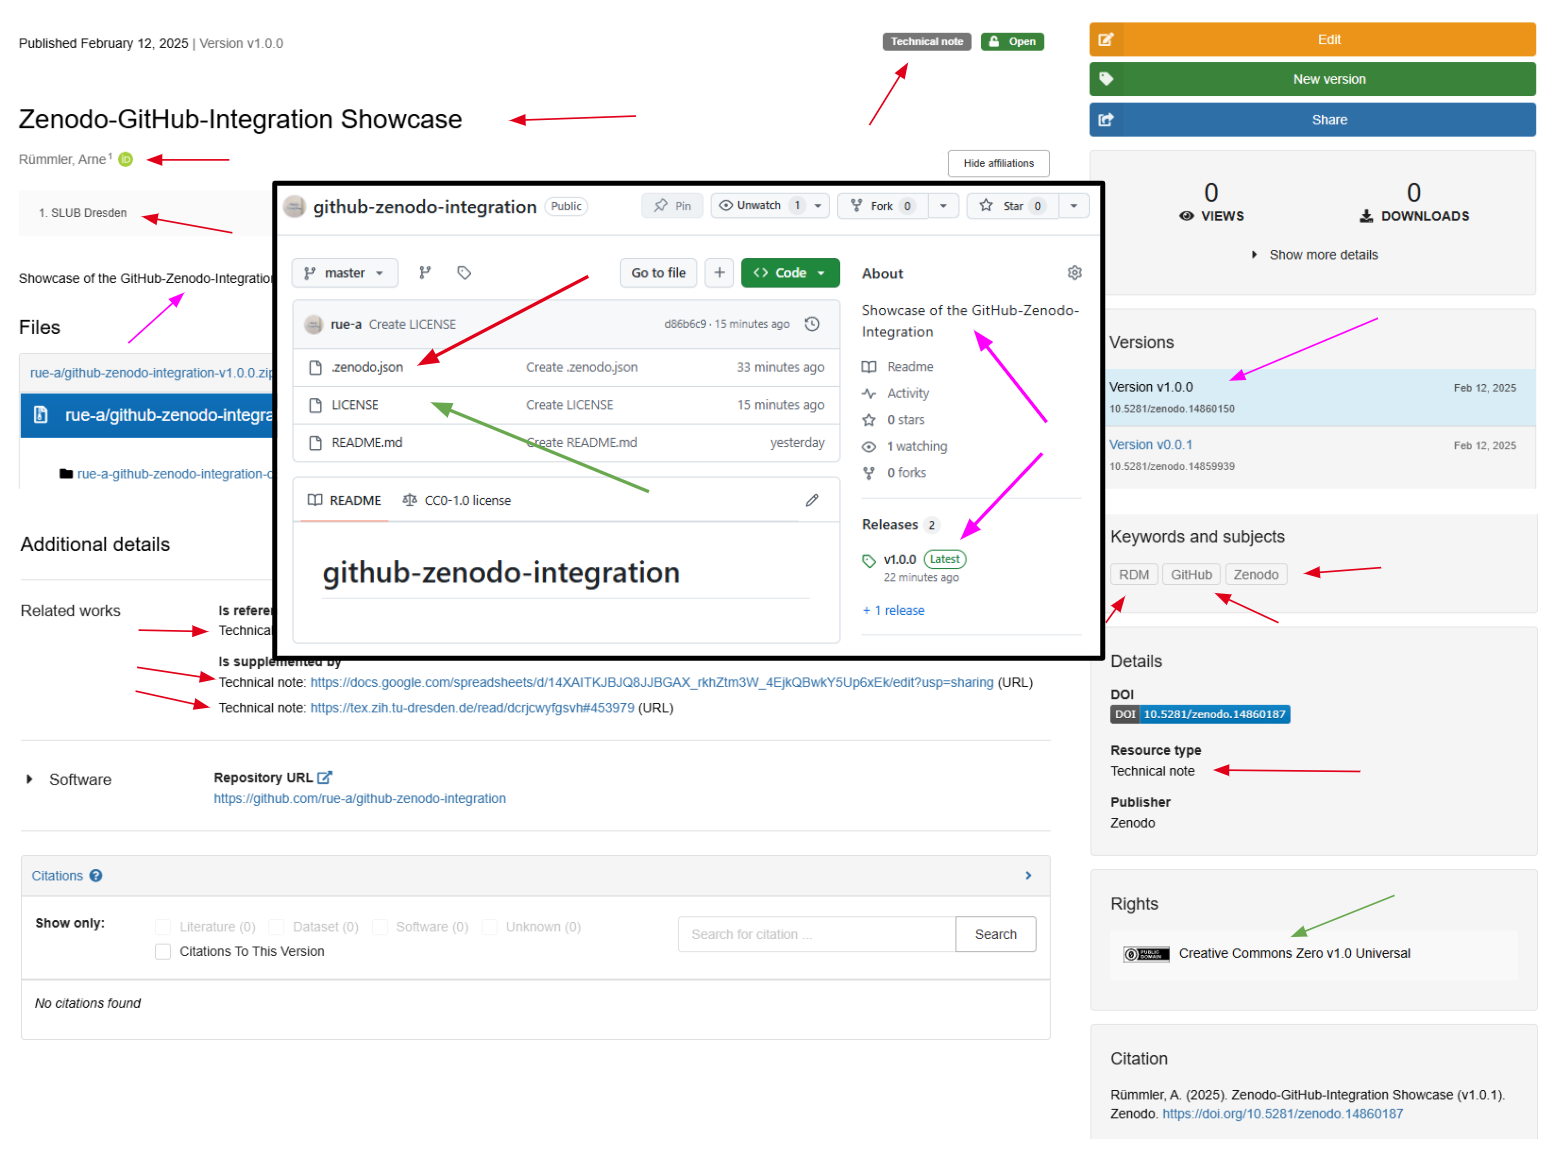 Published February 12, 2025 | Version v1.0.0
Technical note
Open
Zenodo-GitHub-Integration Showcase
Rümmler, Arne 1 iD
Hide affiliations
1. SLUB Dresden
Showcase of the GitHub-Zenodo-Integration
Files
rue-a/github-zenodo-integration-v1.0.0.zip
rue-a/github-zenodo-integra
rue-a-github-zenodo-integration-
Additional details
Related works
Is refere
Technical
Is supplemented by
Technical note: https://docs.google.com/spreadsheets/d/14XAITKJBJQ8JJBGAX_rkhZtm3W_4EjkQBwkY5Up6xEk/edit?usp=sharing (URL)
Technical note: https://tex.zih.tu-dresden.de/read/dcrjcwyfgsvh#453979 (URL)
Software
Repository URL
https://github.com/rue-a/github-zenodo-integration
Citations ?
Show only:
Literature (0)
Dataset (0)
Software (0)
Unknown (0)
Citations To This Version
Search for citation ...
Search
No citations found
github-zenodo-integration
Public
Pin
Unwatch 1
Fork 0
Star 0
master
Go to file
+
<> Code
rue-a Create LICENSE
d86b6c9 · 15 minutes ago
.zenodo.json
Create .zenodo.json
33 minutes ago
LICENSE
Create LICENSE
15 minutes ago
README.md
Create README.md
yesterday
README
CC0-1.0 license
github-zenodo-integration
About
Showcase of the GitHub-Zenodo-
Integration
Readme
Activity
0 stars
1 watching
0 forks
Releases 2
v1.0.0 Latest
22 minutes ago
+ 1 release
Edit
New version
Share
0
VIEWS
0
DOWNLOADS
Show more details
Versions
Version v1.0.0
Feb 12, 2025
10.5281/zenodo.14860150
Version v0.0.1
Feb 12, 2025
10.5281/zenodo.14859939
Keywords and subjects
RDM
GitHub
Zenodo
Details
DOI
DOI 10.5281/zenodo.14860187
Resource type
Technical note
Publisher
Zenodo
Rights
PUBLIC DOMAIN
Creative Commons Zero v1.0 Universal
Citation
Rümmler, A. (2025). Zenodo-GitHub-Integration Showcase (v1.0.1).
Zenodo. https://doi.org/10.5281/zenodo.14860187